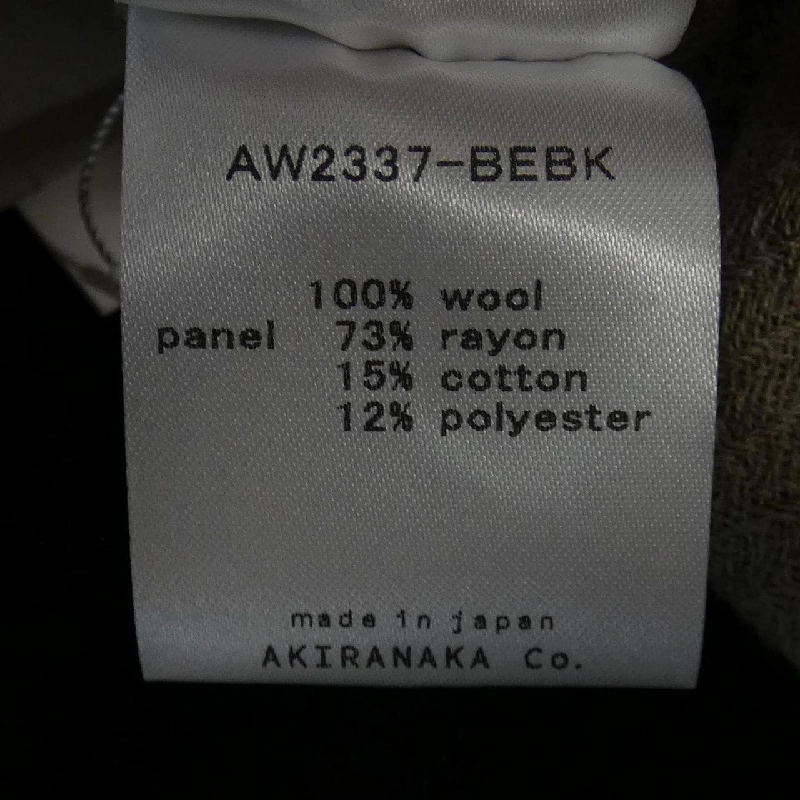 AW2337-BEBK
100% wool
panel 73% rayon
15% cotton
12% polyester
made in japan
AKIRANAKA Co.